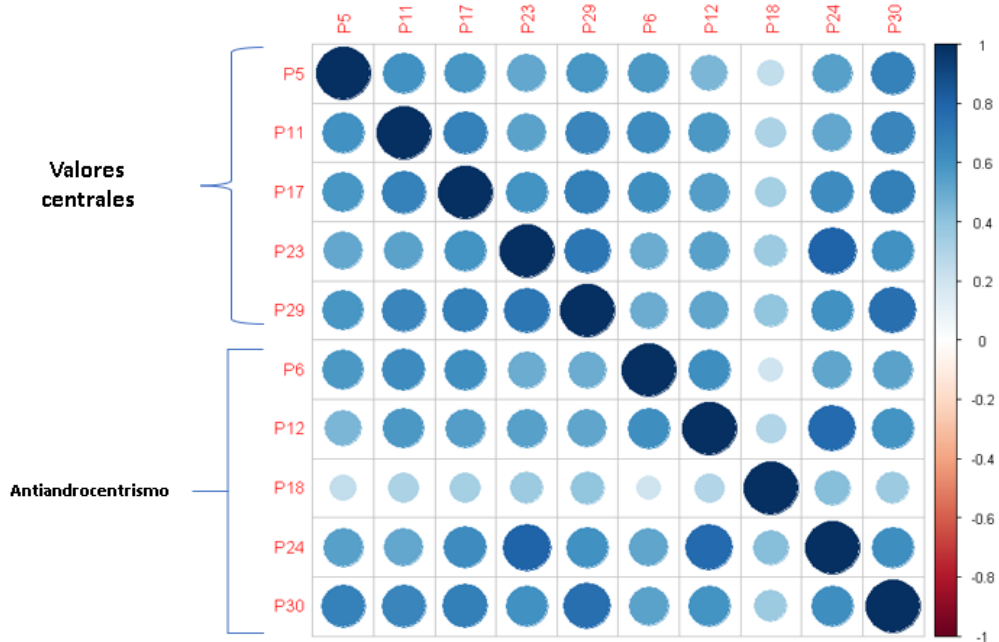 P5 P11 P17 P23 P29 P6 P12 P18 P24 P30
Valores
centrales
Antiandrocentrismo
P5
P11
P17
P23
P29
P6
P12
P18
P24
P30
1
0.8
0.6
0.4
0.2
0
-0.2
-0.4
-0.6
-0.8
-1